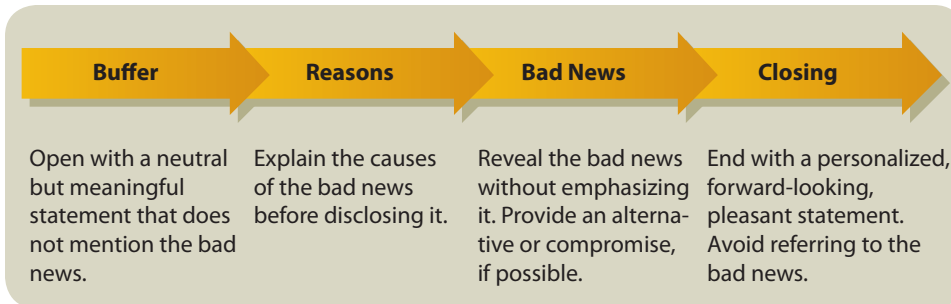 Buffer
Reasons
Bad News
Closing
Open with a neutral
but meaningful
statement that does
not mention the bad
news.
Explain the causes
of the bad news
before disclosing it.
Reveal the bad news
without emphasizing
it. Provide an alterna-
tive or compromise,
if possible.
End with a personalized,
forward-looking,
pleasant statement.
Avoid referring to the
bad news.